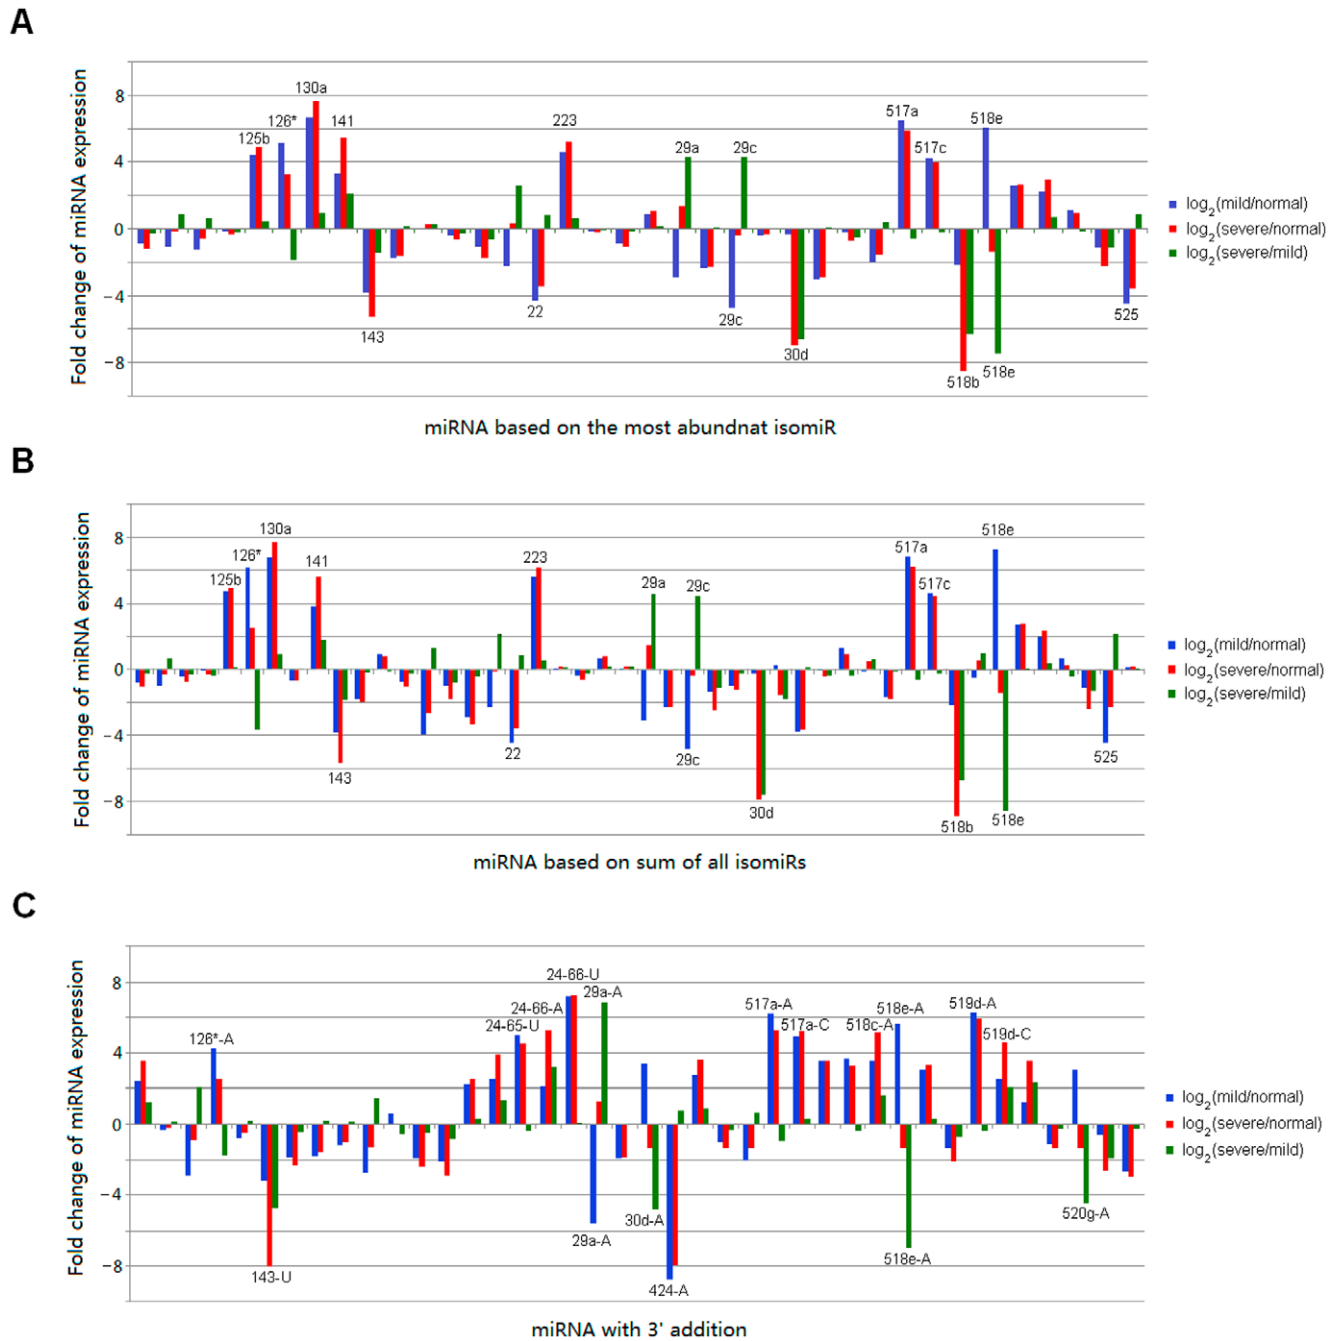 A
Fold change of miRNA expression
8
4
0
−4
−8
125b
126*
130a
141
143
22
223
29a
29c
29c
30d
517a
517c
518e
518b
518e
525
log2(mild/normal)
log2(severe/normal)
log2(severe/mild)
miRNA based on the most abundnat isomiR
B
Fold change of miRNA expression
8
4
0
−4
−8
125b
126*
130a
141
143
22
223
29a
29c
29c
30d
517a
517c
518e
518b
518e
525
log2(mild/normal)
log2(severe/normal)
log2(severe/mild)
miRNA based on sum of all isomiRs
C
Fold change of miRNA expression
8
4
0
−4
−8
126*-A
143-U
24-65-U
24-66-A
24-66-U
29a-A
29a-A
30d-A
424-A
517a-A
517a-C
518c-A
518e-A
518e-A
519d-A
519d-C
520g-A
log2(mild/normal)
log2(severe/normal)
log2(severe/mild)
miRNA with 3' addition